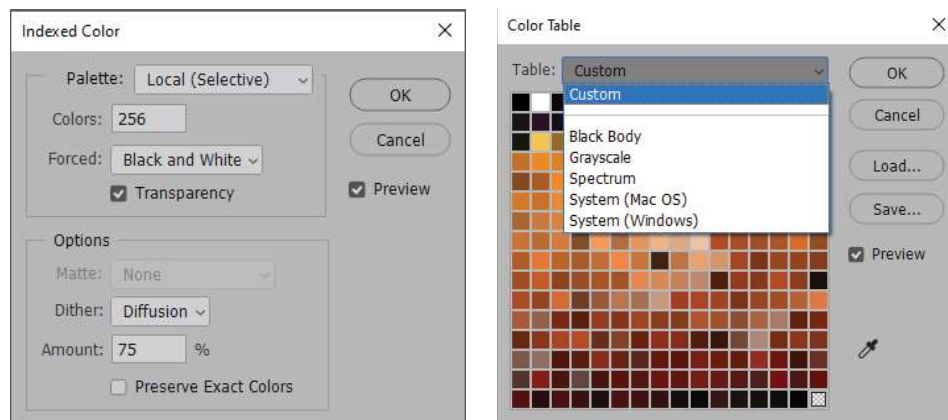 Indexed Color
Palette: Local (Selective)
Colors: 256
Forced: Black and White
Transparency
OK
Cancel
Preview
Options
Matte: None
Dither: Diffusion
Amount: 75 %
Preserve Exact Colors
Color Table
Table: Custom
Custom
Black Body
Grayscale
Spectrum
System (Mac OS)
System (Windows)
OK
Cancel
Load...
Save...
Preview